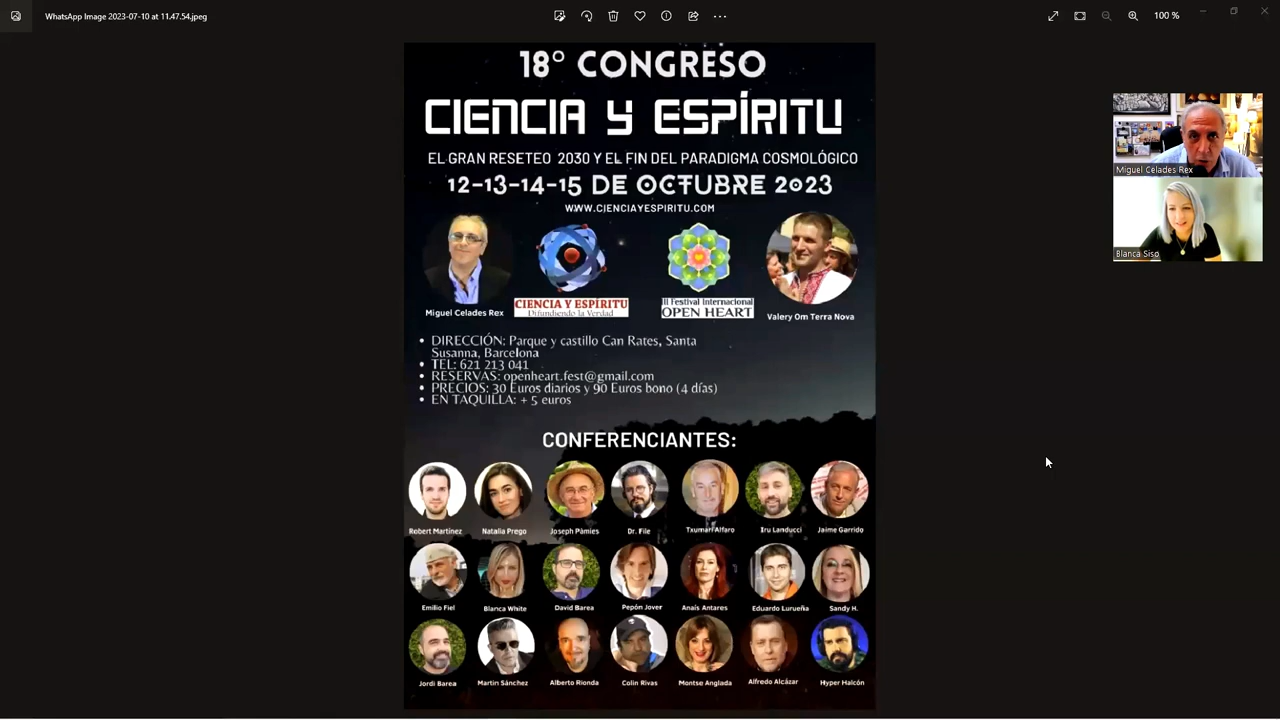 WhatsApp Image 2023-07-10 at 11.47.54.jpeg
100 %
18º CONGRESO
CIENCIA Y ESPÍRITU
EL GRAN RESETEO 2030 Y EL FIN DEL PARADIGMA COSMOLÓGICO
12-13-14-15 DE OCTUBRE 2023
WWW.CIENCIAYESPIRITU.COM
Miguel Celades Rex
CIENCIA Y ESPÍRITU
Difundiendo la Verdad
II Festival Internacional
OPEN HEART
Valery Om Terra Nova
• DIRECCIÓN: Parque y castillo Can Rates, Santa
Susanna, Barcelona
• TEL: 621 213 041
• RESERVAS: openheart.fest@gmail.com
• PRECIOS: 30 Euros diarios y 90 Euros bono (4 días)
• EN TAQUILLA: + 5 euros
CONFERENCIANTES:
Robert Martínez Natalia Prego Joseph Pàmies Dr. File Txumari Alfaro Iru Landucci Jaime Garrido
Emilio Fiel Blanca White David Barea Pepón Jover Anaís Antares Eduardo Lurueña Sandy H.
Jordi Barea Martín Sánchez Alberto Rionda Colin Rivas Montse Anglada Alfredo Alcázar Hyper Halcón
Miguel Celades Rex
Blanca Siso